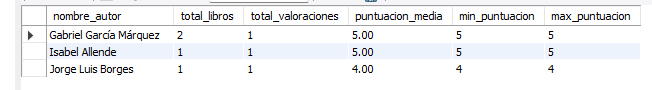 nombre_autor total_libros total_valoraciones puntuacion_media min_puntuacion max_puntuacion
Gabriel García Márquez 2 1 5.00 5 5
Isabel Allende 1 1 5.00 5 5
Jorge Luis Borges 1 1 4.00 4 4